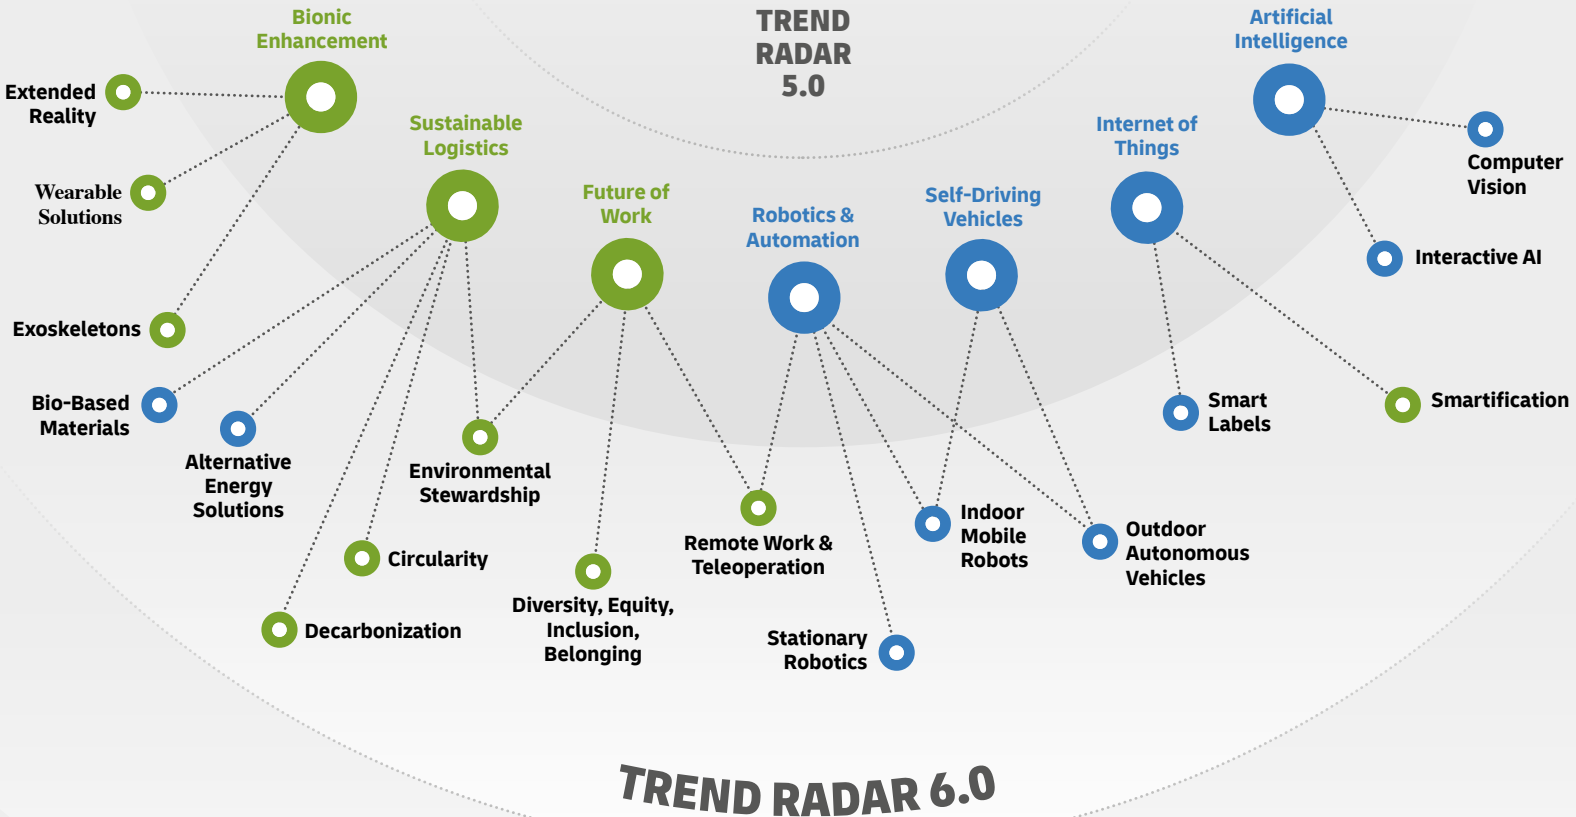 TREND
RADAR
5.0
Bionic
Enhancement
Artificial
Intelligence
Extended
Reality
Sustainable
Logistics
Internet of
Things
Computer
Vision
Wearable
Solutions
Future of
Work
Self-Driving
Vehicles
Robotics &
Automation
Interactive AI
Exoskeletons
Bio-Based
Materials
Smart
Labels
Smartification
Alternative
Energy
Solutions
Environmental
Stewardship
Indoor
Mobile
Robots
Outdoor
Autonomous
Vehicles
Remote Work &
Teleoperation
Circularity
Diversity, Equity,
Inclusion,
Belonging
Decarbonization
Stationary
Robotics
TREND RADAR 6.0